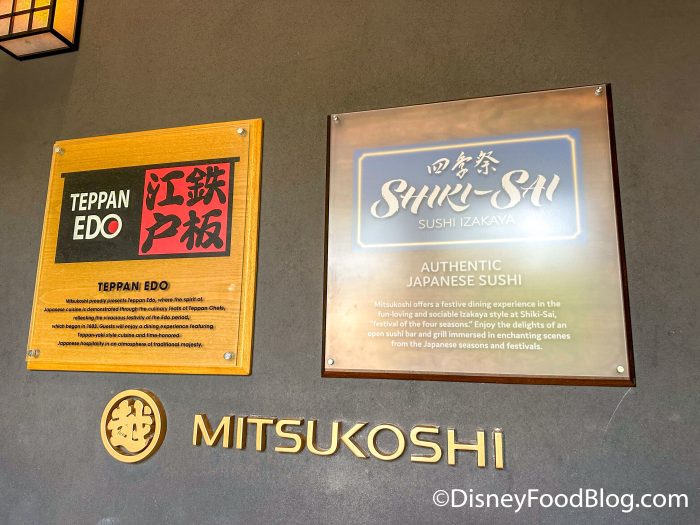 TEPPAN
EDO
鉄板
江戸
TEPPAN EDO
Mitsukoshi proudly presents Teppan Edo, where the spirit of
Japanese cuisine is demonstrated through the culinary feats of Teppan Chefs,
reflecting the vivacious festivity of the Edo period,
which began in 1603. Guests will enjoy a dining experience featuring
Teppan-yaki style cuisine and time-honored
Japanese hospitality in an atmosphere of traditional majesty.
四季祭
SHIKI-SAI
SUSHI IZAKAYA
AUTHENTIC
JAPANESE SUSHI
Mitsukoshi offers a festive dining experience in the
fun-loving and sociable Izakaya style at Shiki-Sai,
"festival of the four seasons." Enjoy the delights of an
open sushi bar and grill immersed in enchanting scenes
from the Japanese seasons and festivals.
越
MITSUKOSHI
©DisneyFoodBlog.com